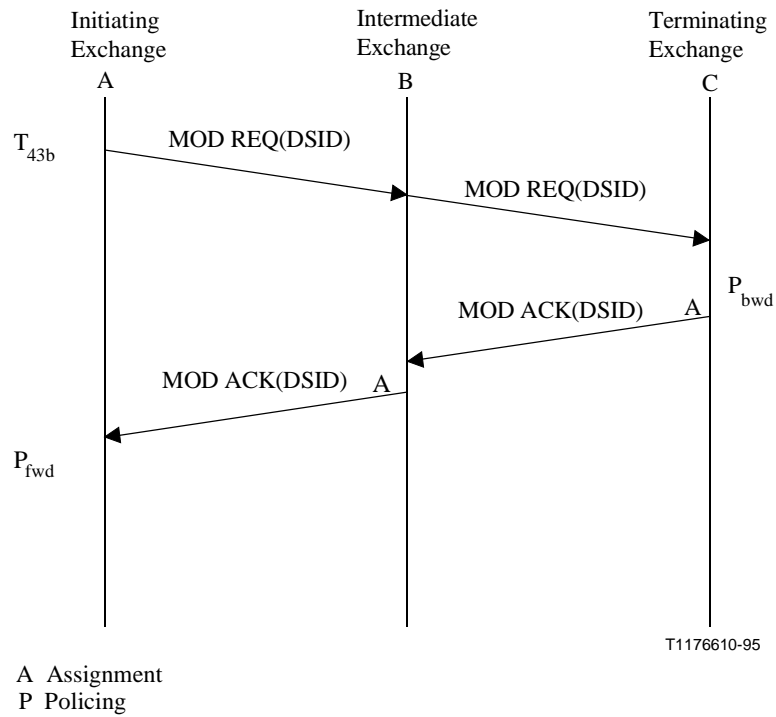 Initiating
Exchange
A
Intermediate
Exchange
B
Terminating
Exchange
C
T43b
MOD REQ(DSID)
MOD REQ(DSID)
Pbwd
MOD ACK(DSID)
A
MOD ACK(DSID)
A
Pfwd
T1176610-95
A Assignment
P Policing